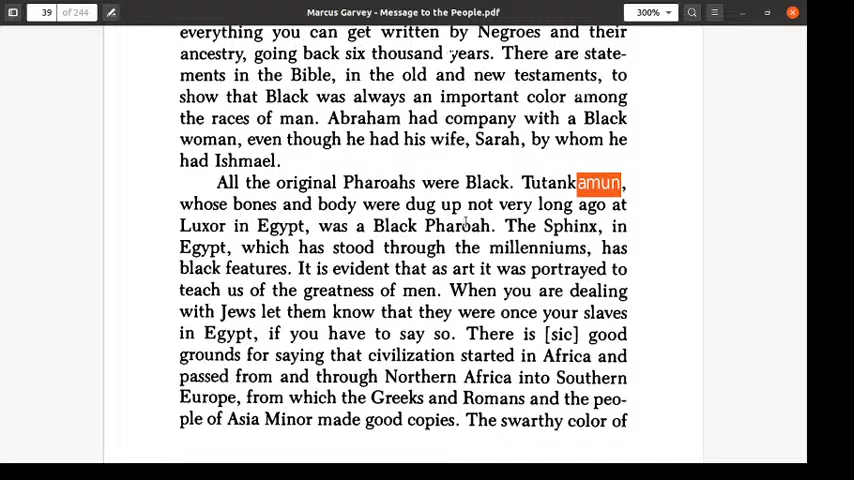 39
of 244
Marcus Garvey - Message to the People.pdf
300%
everything you can get written by Negroes and their
ancestry, going back six thousand years. There are state-
ments in the Bible, in the old and new testaments, to
show that Black was always an important color among
the races of man. Abraham had company with a Black
woman, even though he had his wife, Sarah, by whom he
had Ishmael.
All the original Pharoahs were Black. Tutankamun,
whose bones and body were dug up not very long ago at
Luxor in Egypt, was a Black Pharoah. The Sphinx, in
Egypt, which has stood through the millenniums, has
black features. It is evident that as art it was portrayed to
teach us of the greatness of men. When you are dealing
with Jews let them know that they were once your slaves
in Egypt, if you have to say so. There is [sic] good
grounds for saying that civilization started in Africa and
passed from and through Northern Africa into Southern
Europe, from which the Greeks and Romans and the peo-
ple of Asia Minor made good copies. The swarthy color of